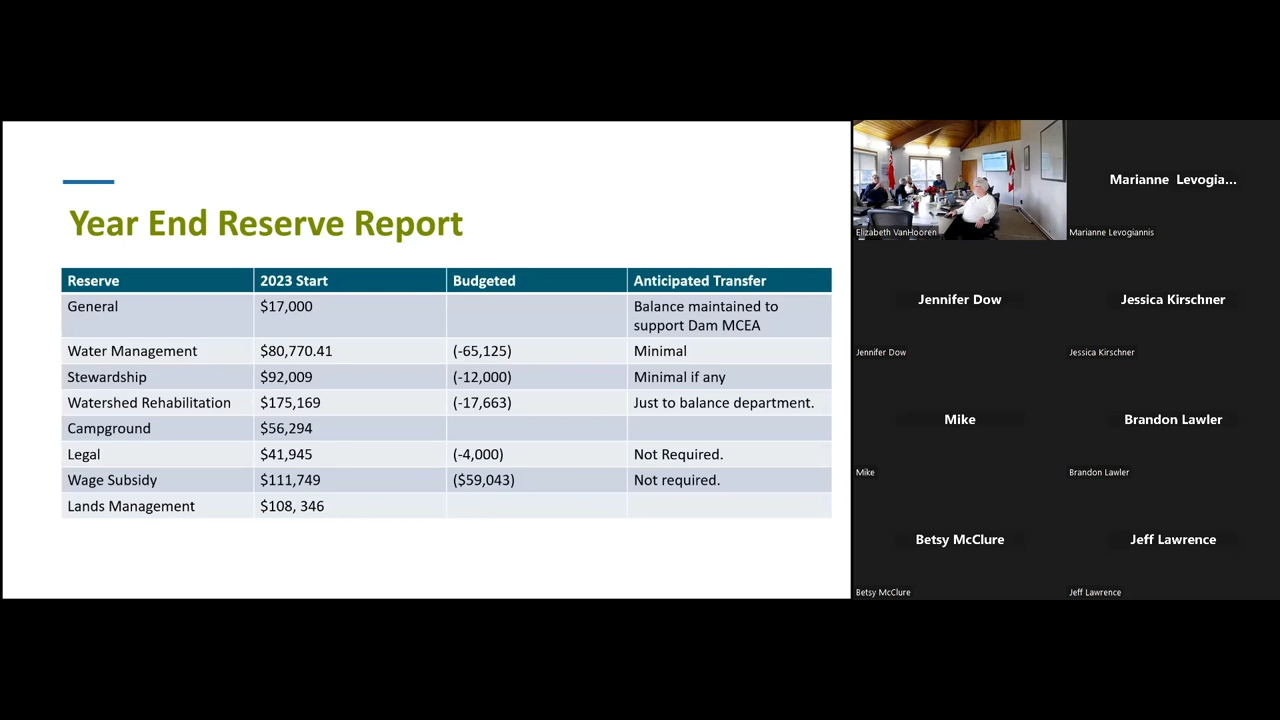 Year End Reserve Report
Reserve 2023 Start Budgeted Anticipated Transfer
General $17,000 Balance maintained to
support Dam MCEA
Water Management $80,770.41 (-65,125) Minimal
Stewardship $92,009 (-12,000) Minimal if any
Watershed Rehabilitation $175,169 (-17,663) Just to balance department.
Campground $56,294
Legal $41,945 (-4,000) Not Required.
Wage Subsidy $111,749 ($59,043) Not required.
Lands Management $108, 346
Elizabeth VanHooren
Marianne Levogia...
Marianne Levogiannis
Jennifer Dow
Jennifer Dow
Jessica Kirschner
Jessica Kirschner
Mike
Mike
Brandon Lawler
Brandon Lawler
Betsy McClure
Betsy McClure
Jeff Lawrence
Jeff Lawrence